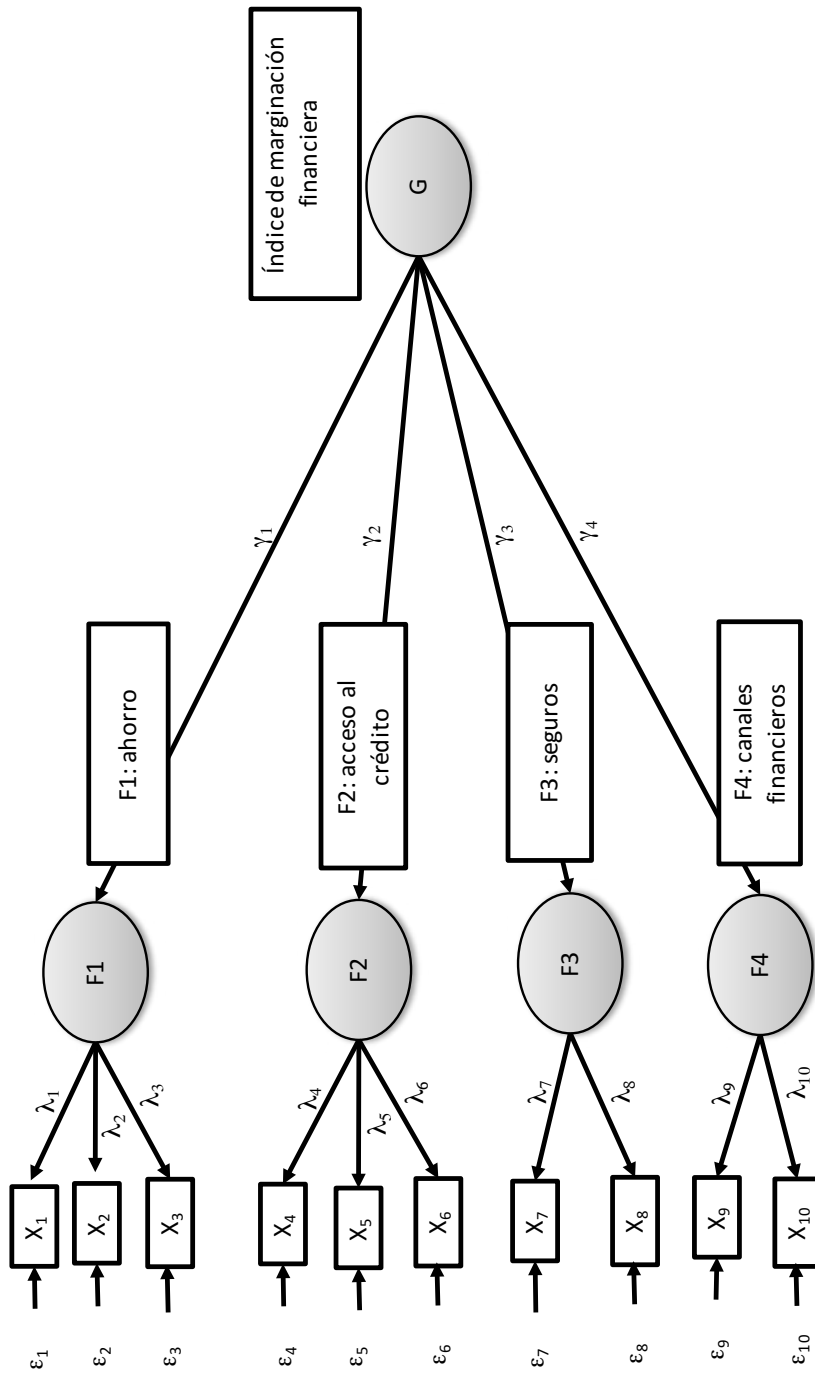 Índice de marginación
financiera
G
γ1
γ2
γ3
γ4
F1: ahorro
F2: acceso al
crédito
F3: seguros
F4: canales
financieros
F1
F2
F3
F4
λ1
λ2
λ3
λ4
λ5
λ6
λ7
λ8
λ9
λ10
X1
X2
X3
X4
X5
X6
X7
X8
X9
X10
ε1
ε2
ε3
ε4
ε5
ε6
ε7
ε8
ε9
ε10